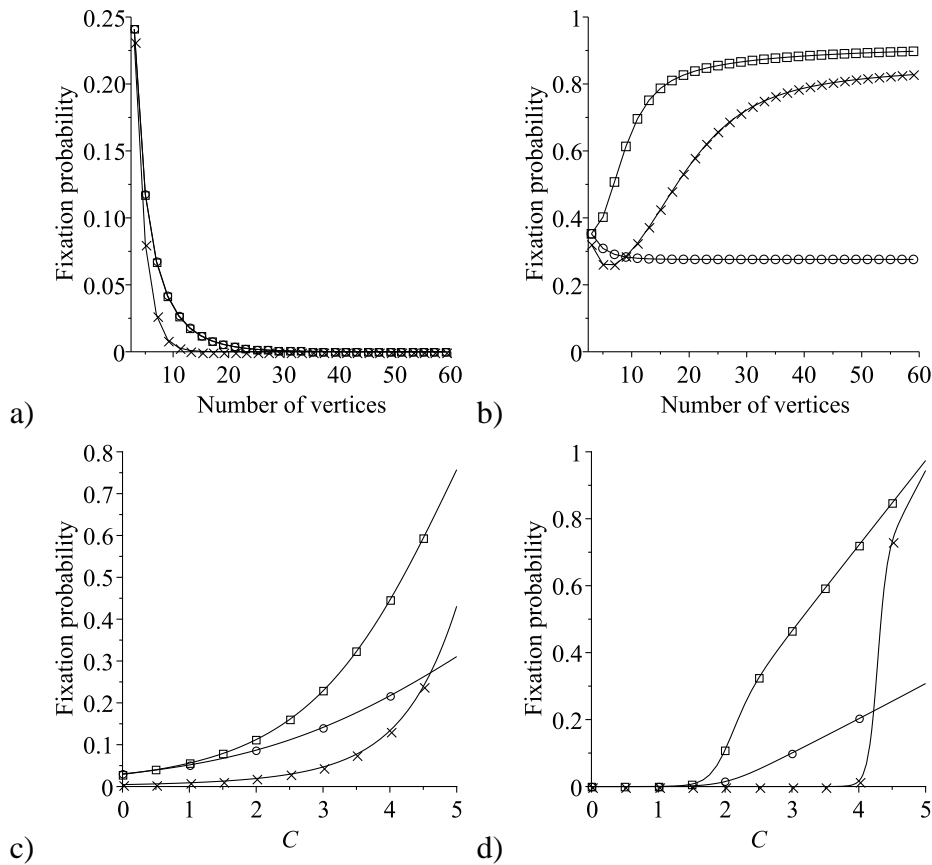 0.25
0.20
0.15
0.10
0.05
0
Fixation probability
10 20 30 40 50 60
Number of vertices
a)
1
0.8
0.6
0.4
0.2
0
Fixation probability
10 20 30 40 50 60
Number of vertices
b)
0.8
0.7
0.6
0.5
0.4
0.3
0.2
0.1
0
Fixation probability
0 1 2 3 4 5
C
c)
1
0.8
0.6
0.4
0.2
0
Fixation probability
0 1 2 3 4 5
C
d)